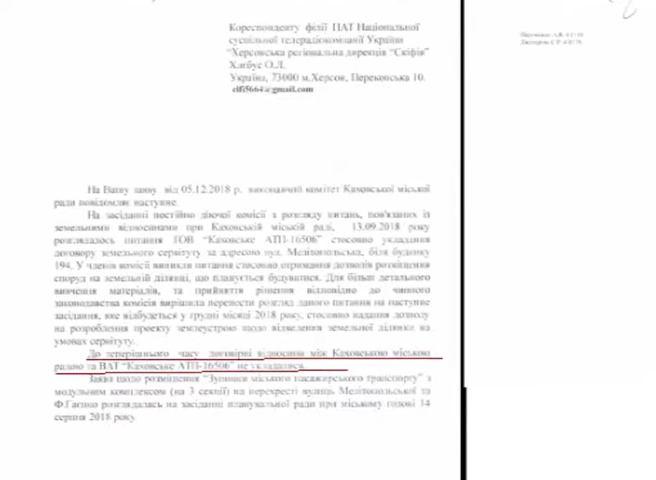 Кореспонденту філії ПАТ Національної
суспільної телерадіокомпанії України
"Херсонська регіональна дирекція "Скіфія"
Хлібус О.Л.
Україна, 73000 м.Херсон, Перекопська 10.
clfi5664@gmail.com
На Вашу заяву від 05.12.2018 р. виконавчий комітет Каховської міської
ради повідомляє наступне.
На засіданні постійно діючої комісії з розгляду питань, пов'язаних із
земельними відносинами при Каховській міській раді, 13.09.2018 року
розглядалось питання ТОВ "Каховське АТП-16506" стосовно укладання
договору земельного сервітуту за адресою вул. Мелітопольська, біля будинку
194. У членів комісії виникли питання стосовно отримання дозволів розміщення
споруд на земельній ділянці, що планується будуватися. Для більш детального
вивчення матеріалів, та прийняття рішення відповідно до чинного
законодавства комісія вирішила перенести розгляд даного питання на наступне
засідання, яке відбудеться у грудні місяці 2018 року, стосовно надання дозволу
на розроблення проекту землеустрою щодо відведення земельної ділянки на
умовах сервітуту.
До теперішнього часу договірні відносини між Каховською міською
радою та ВАТ "Каховське АТП-16506" не укладалися.
Заява щодо розміщення "Зупинки міського пасажирського транспорту" з
модульним комплексом (на 3 секції) на перехресті вулиць Мелітопольської та
розглядалась на засіданні планувальної ради при міському голові 14
серпня 2018 року.